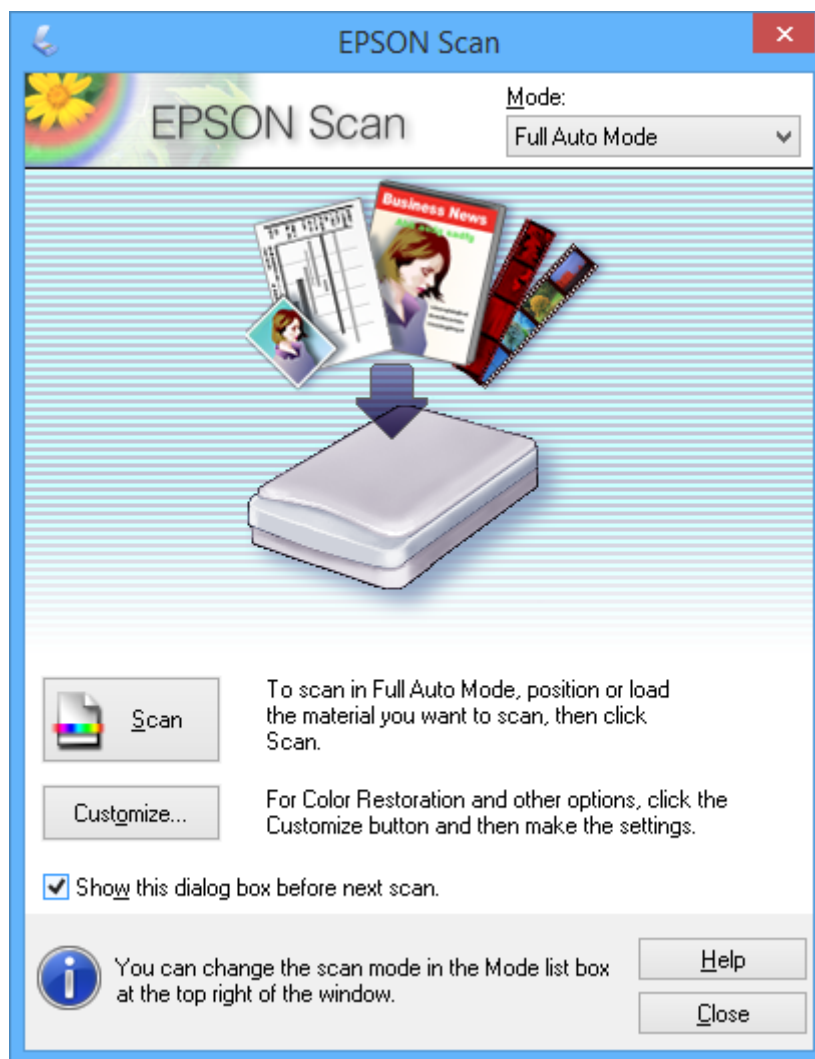 EPSON Scan
EPSON Scan
Mode:
Full Auto Mode
Business News
Scan
To scan in Full Auto Mode, position or load
the material you want to scan, then click
Scan.
Customize...
For Color Restoration and other options, click the
Customize button and then make the settings.
Show this dialog box before next scan.
You can change the scan mode in the Mode list box
at the top right of the window.
Help
Close